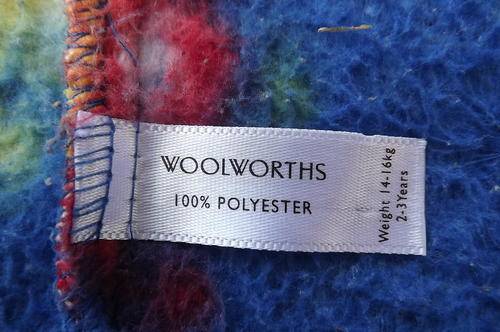 WOOLWORTHS
100% POLYESTER
Weight 14-16kg
2-3Years